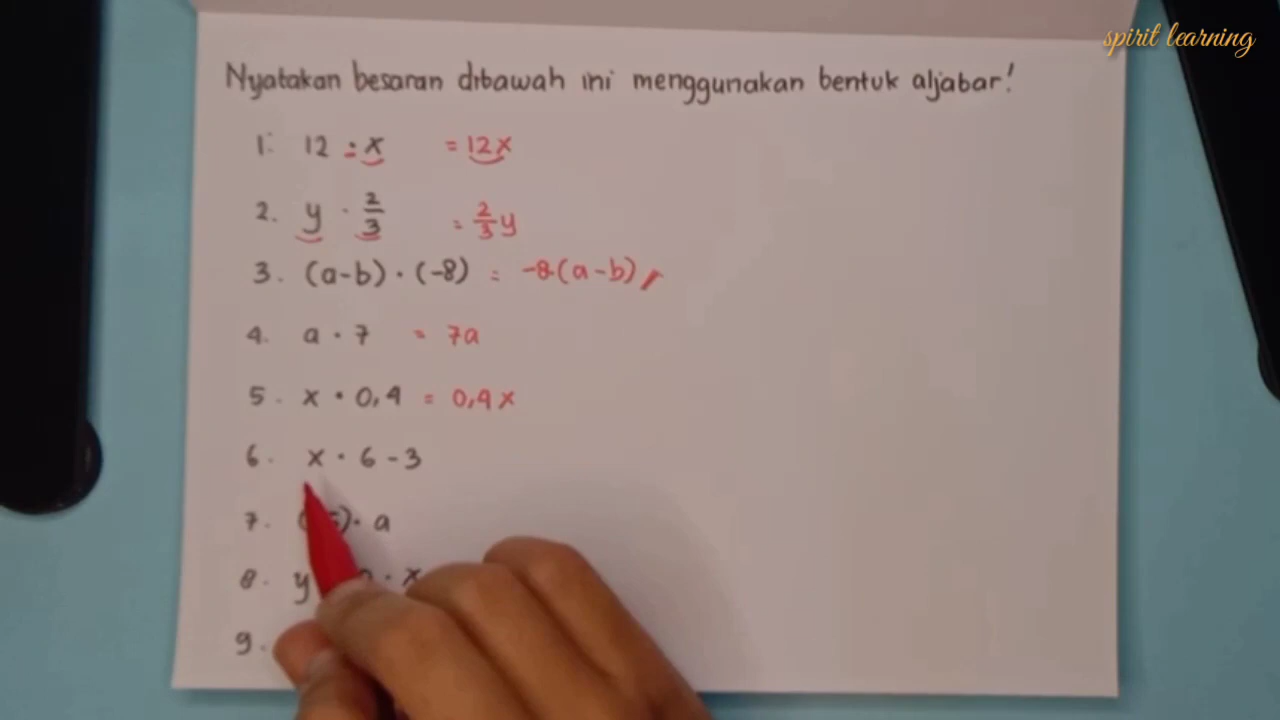 spirit learning
Nyatakan besaran dibawah ini menggunakan bentuk aljabar!
1. 12 · x = 12x
2. y · 2/3 = 2/3 y
3. (a-b) · (-8) = -8·(a-b)
4. a · 7 = 7a
5. x · 0,4 = 0,4x
6. x · 6 - 3
7. · a
8. y · x
9.